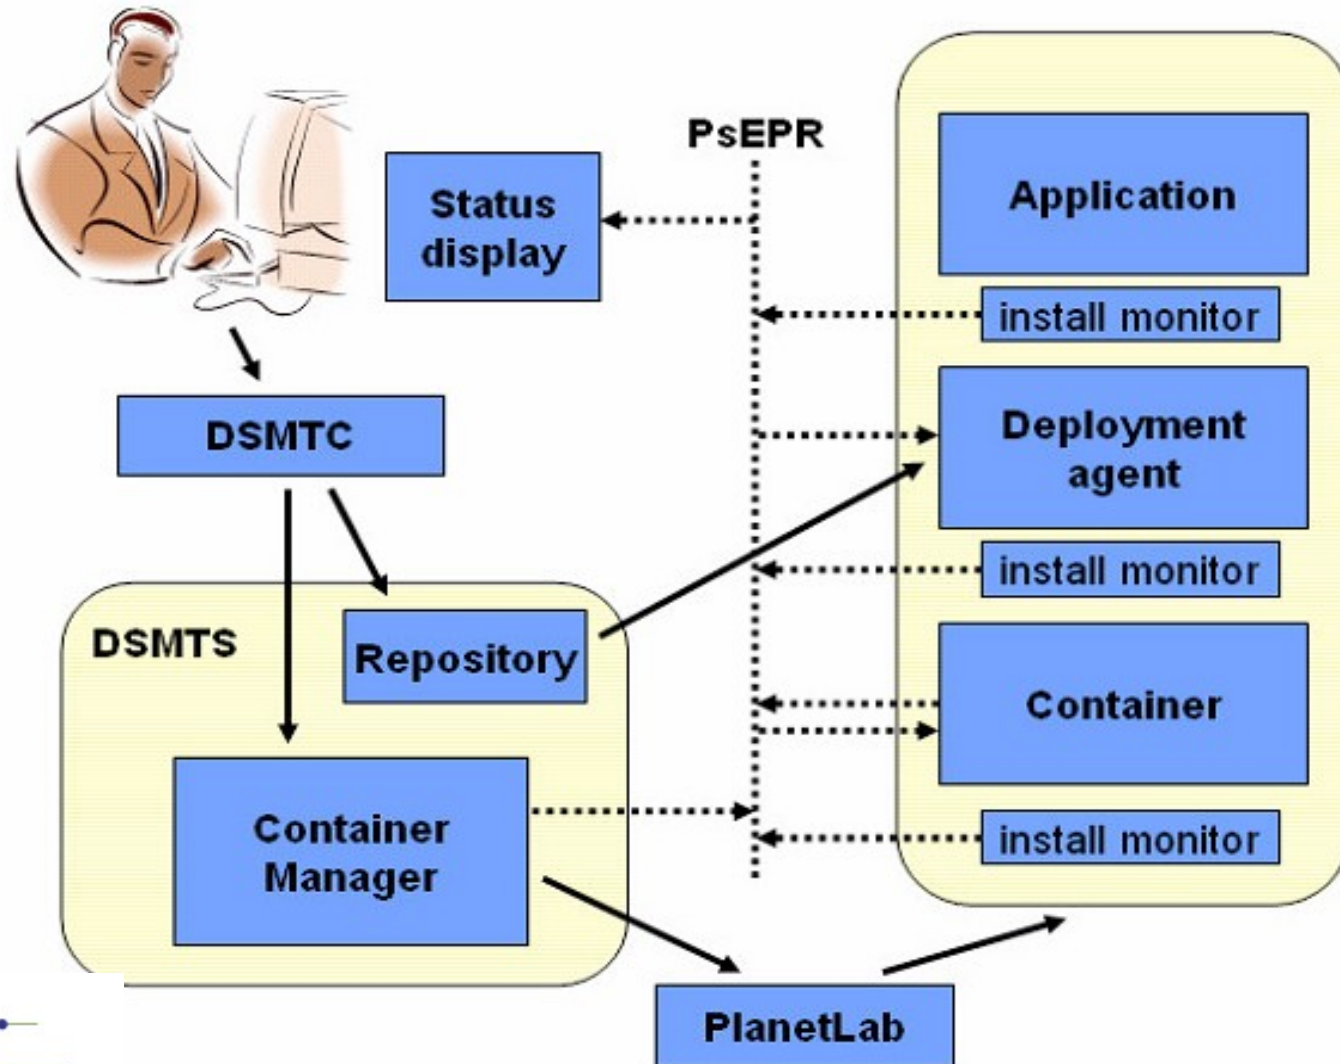 PsEPR
Status
display
Application
install monitor
DSMTC
Deployment
agent
install monitor
DSMTS
Repository
Container
Container
Manager
install monitor
PlanetLab